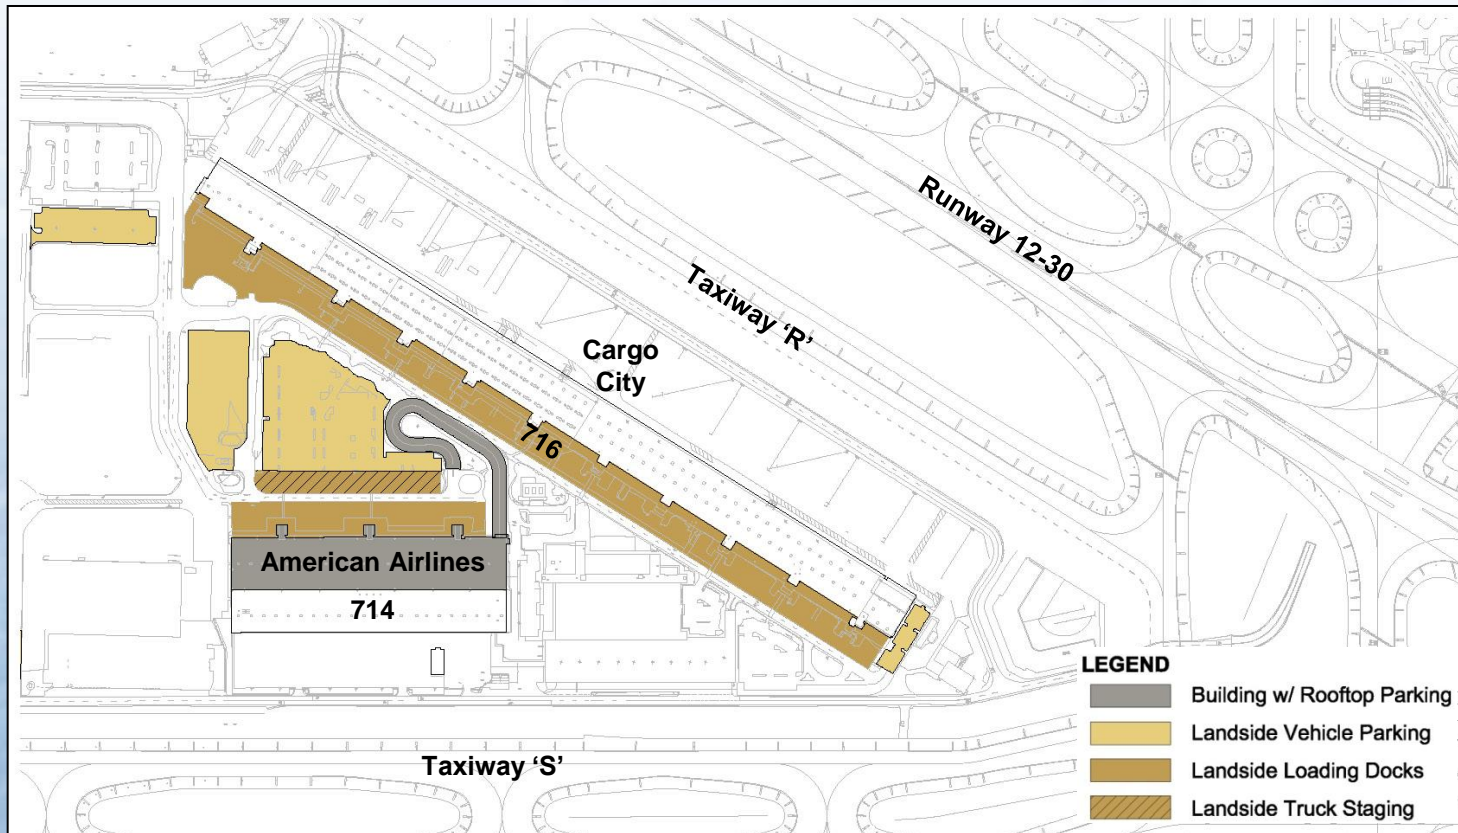 Runway 12-30
Taxiway ‘R’
Cargo
City
716
American Airlines
714
Taxiway ‘S’
LEGEND
Building w/ Rooftop Parking
Landside Vehicle Parking
Landside Loading Docks
Landside Truck Staging